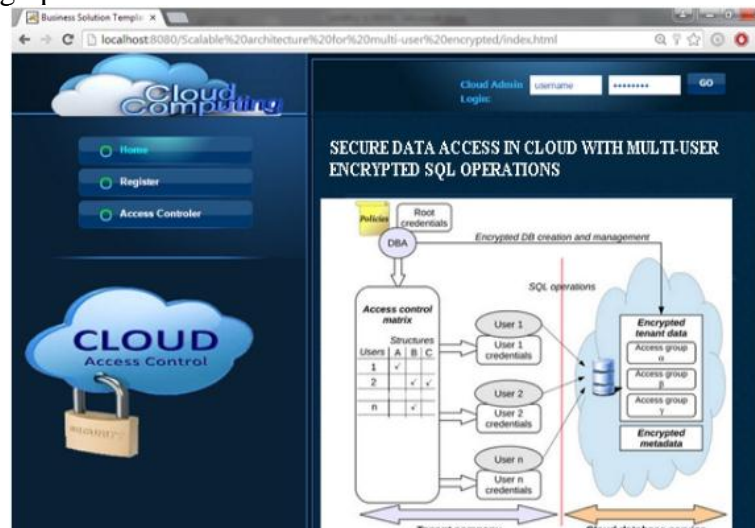 Business Solution Templa
localhost:8080/Scalable%20architecture%20for%20multi-user%20encrypted/index.html
Cloud
Computing
Cloud Admin
Login:
username
********
GO
Home
Register
Access Controler
SECURE DATA ACCESS IN CLOUD WITH MULTI-USER
ENCRYPTED SQL OPERATIONS
CLOUD
Access Control
SECURITY
Policies
Root
credentials
DBA
Encrypted DB creation and management
SQL operations
Access control
matrix
Structures
Users A B C
1 ✓
2 ✓ ✓
n ✓
User 1
User 1
credentials
User 2
User 2
credentials
User n
User n
credentials
Encrypted
tenant data
Access group
α
Access group
β
Access group
γ
Encrypted
metadata
Tenant company